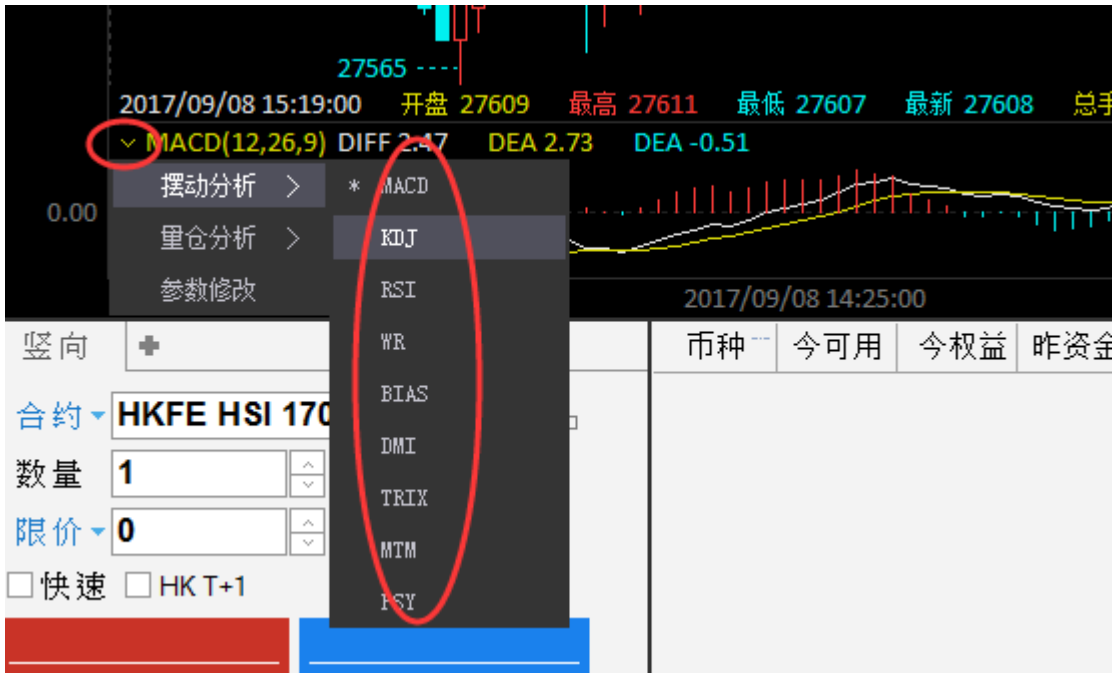 27565
2017/09/08 15:19:00 开盘 27609 最高 27611 最低 27607 最新 27608 总手
MACD(12,26,9) DIFF 2.47 DEA 2.73 DEA -0.51
摆动分析 > * MACD
0.00
量仓分析 > KDJ
参数修改 RSI
2017/09/08 14:25:00
WR
BIAS
DMI
TRIX
MTM
PSY
竖向 +
币种 今可用 今权益 昨资金
合约 HKFE HSI 170
数量 1
限价 0
快速 HK T+1